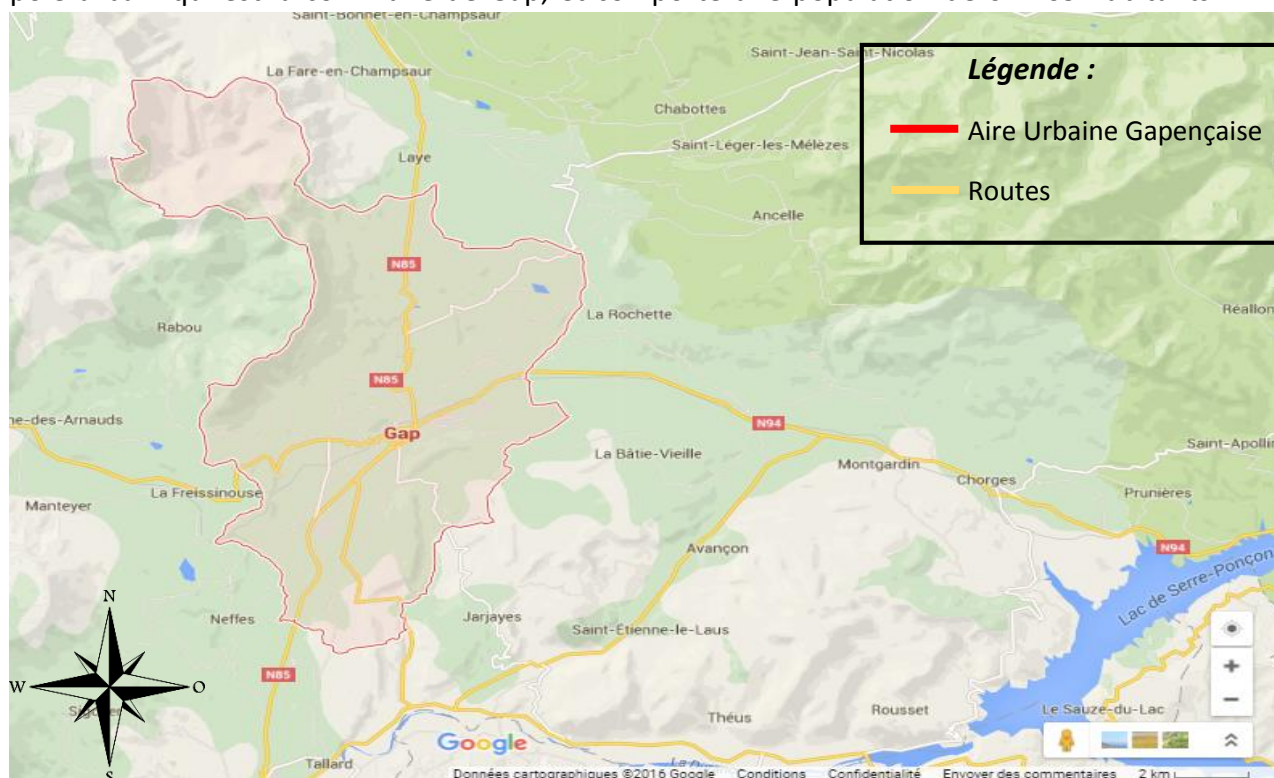 Saint-Bonnet-en-Champsaur
Saint-Jean-Saint-Nicolas
La Fare-en-Champsaur
Légende :
Chabottes
Aire Urbaine Gapençaise
Saint-Léger-les-Mélèzes
Laye
Routes
Ancelle
N85
La Rochette
Réallon
Rabou
N85
ne-des-Arnauds
N94
Gap
Saint-Apollin
La Bâtie-Vieille
Montgardin
Chorges
La Freissinouse
Prunières
Manteyer
Avançon
N94
Lac de Serre-Ponçon
N
Neffes
Jarjayes
Saint-Étienne-le-Laus
N85
W
O
Le Sauze-du-Lac
Rousset
Théus
Google
Tallard
S
Données cartographiques ©2016 Google Conditions Confidentialité Envoyer des commentaires 2 km